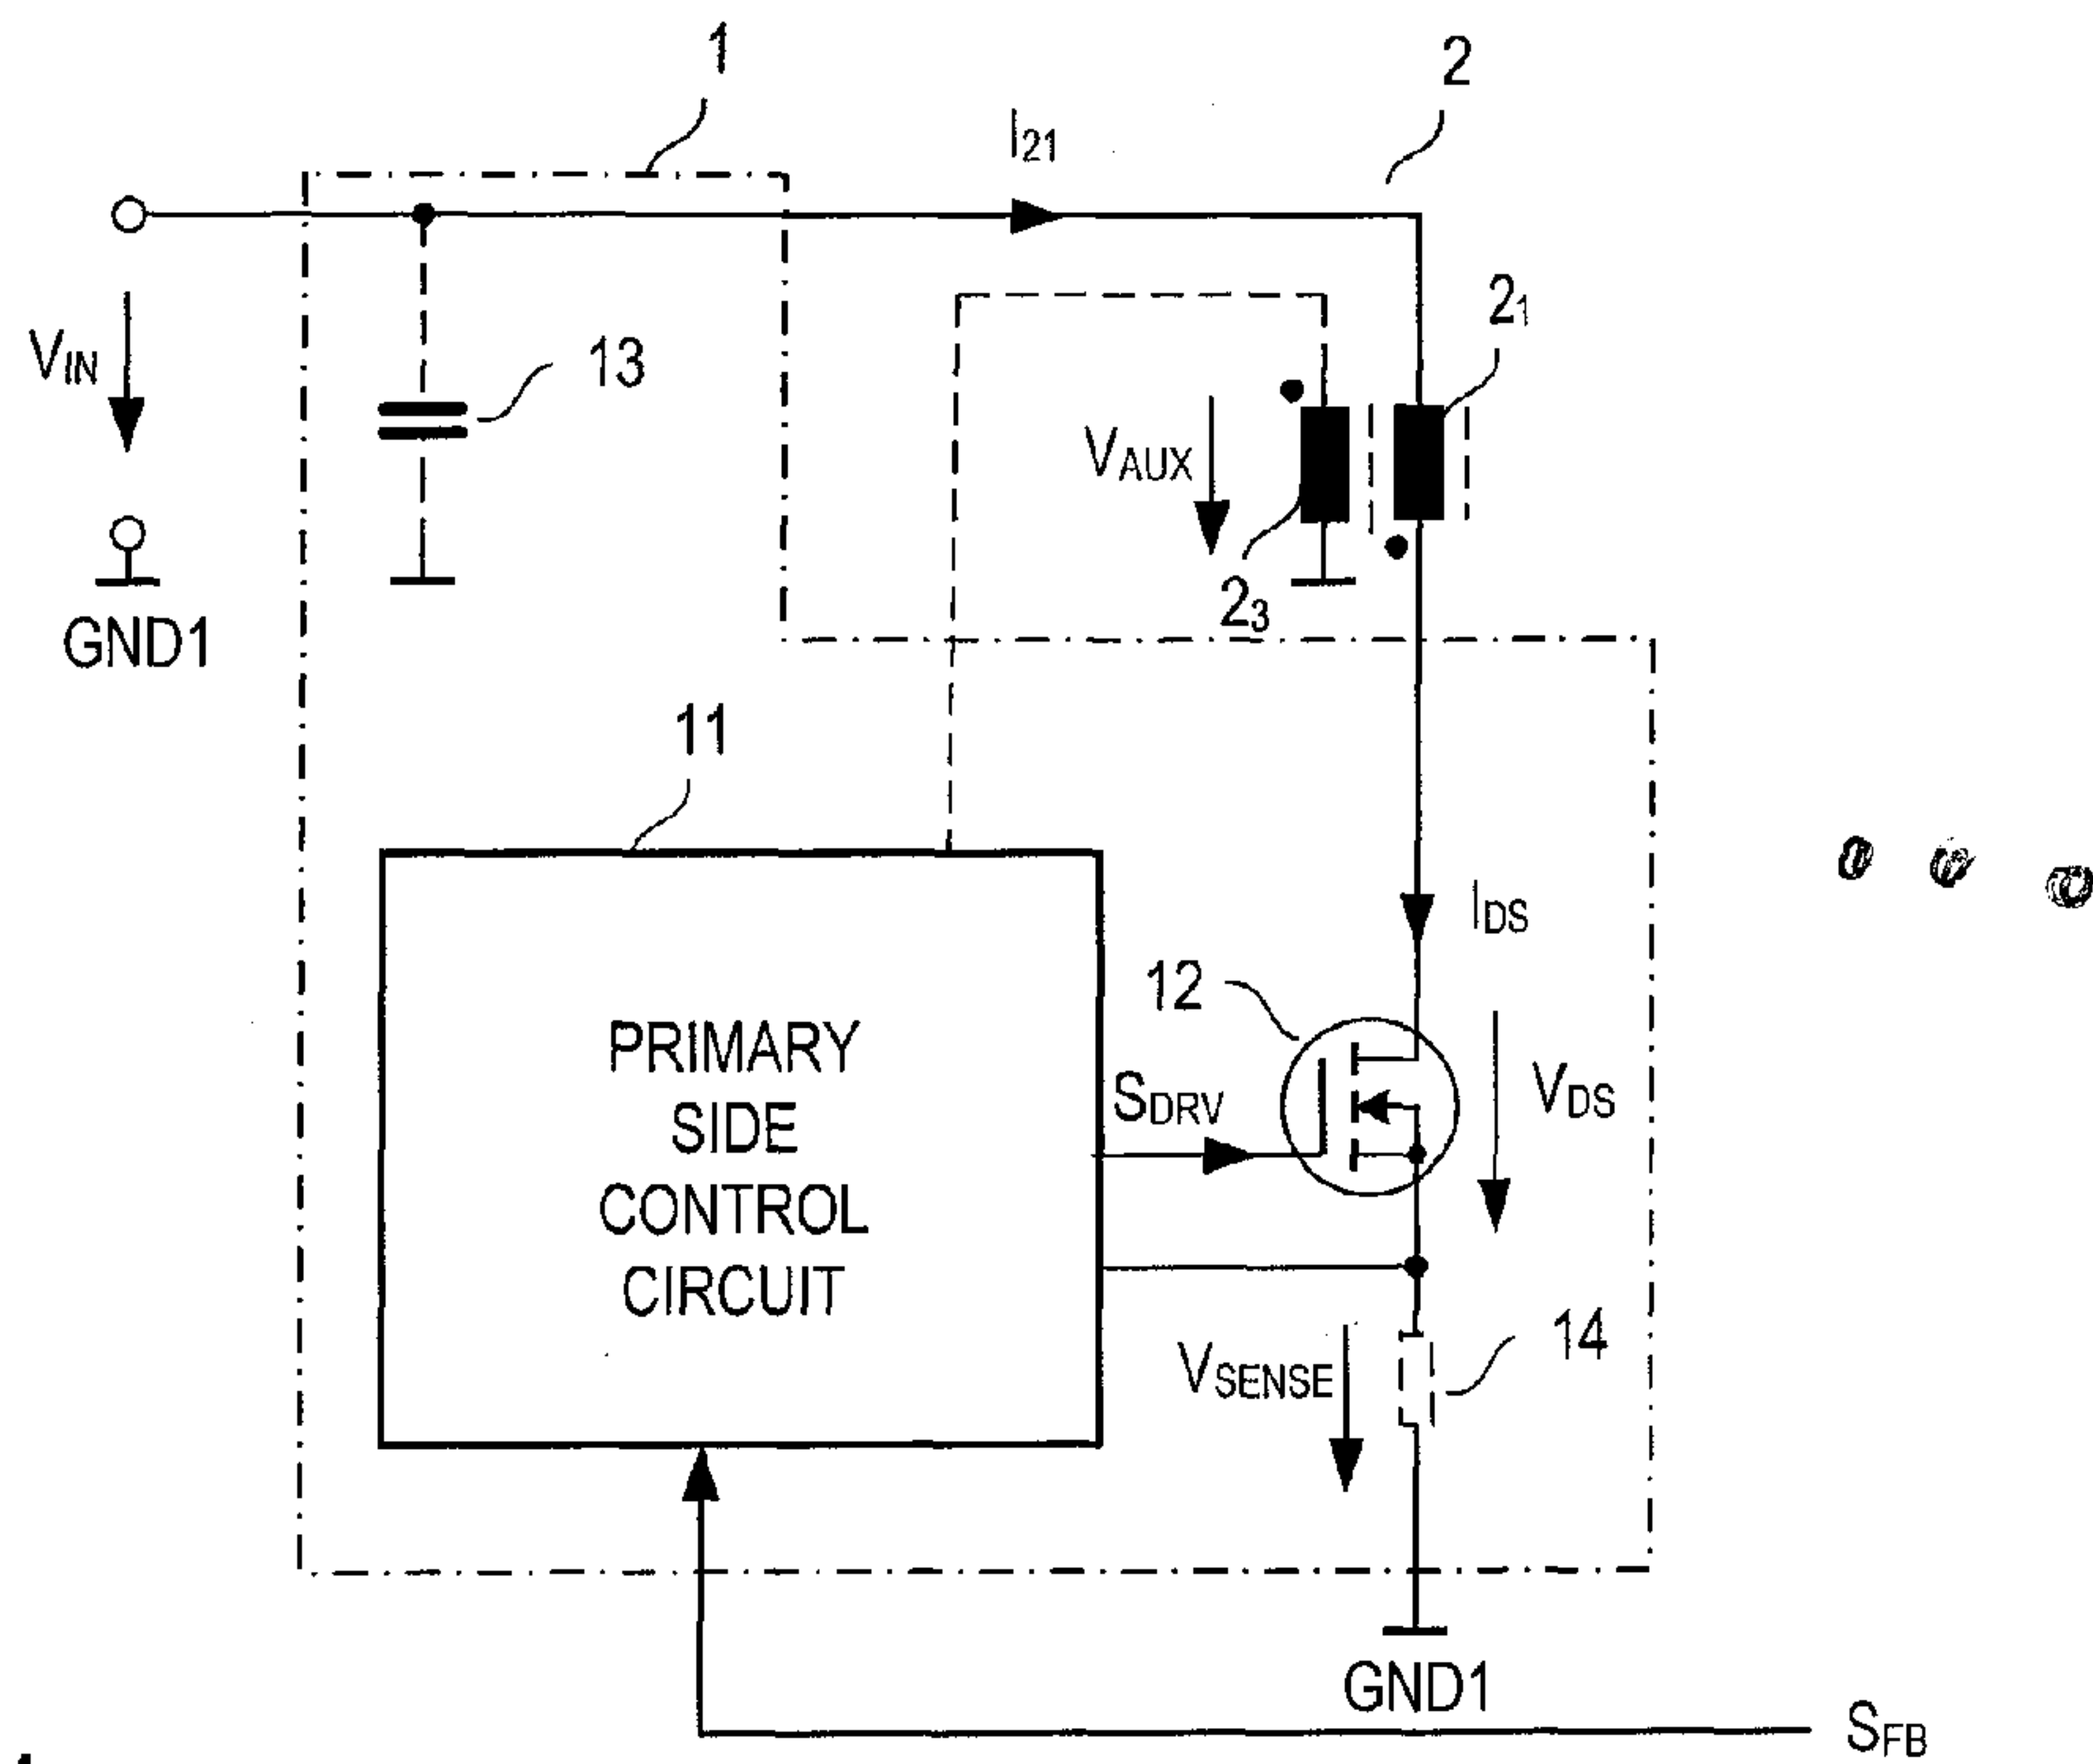 1
2
I21
VIN
13
21
VAUX
23
GND1
11
IDS
12
PRIMARY
SIDE
CONTROL
CIRCUIT
SDRV
VDS
VSENSE
14
GND1
SFB